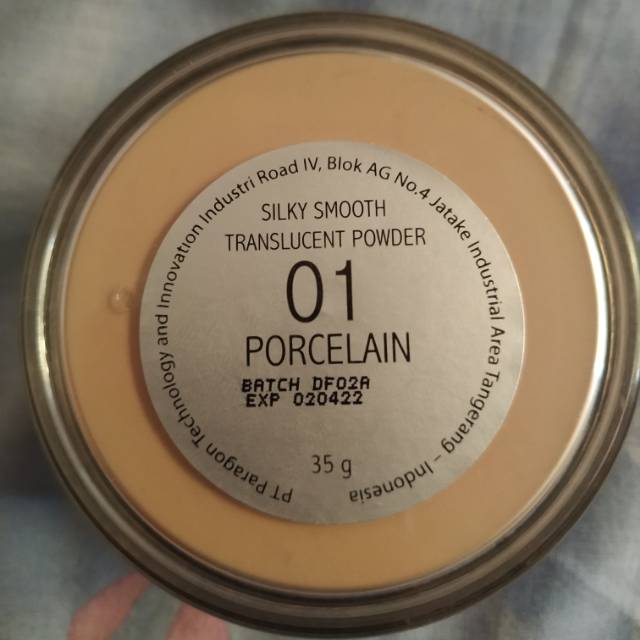 PT Paragon Technology and Innovation Industri Road IV, Blok AG No.4 Jatake Industrial Area Tangerang - Indonesia
SILKY SMOOTH
TRANSLUCENT POWDER
01
PORCELAIN
BATCH DF02A
EXP 020422
35 g